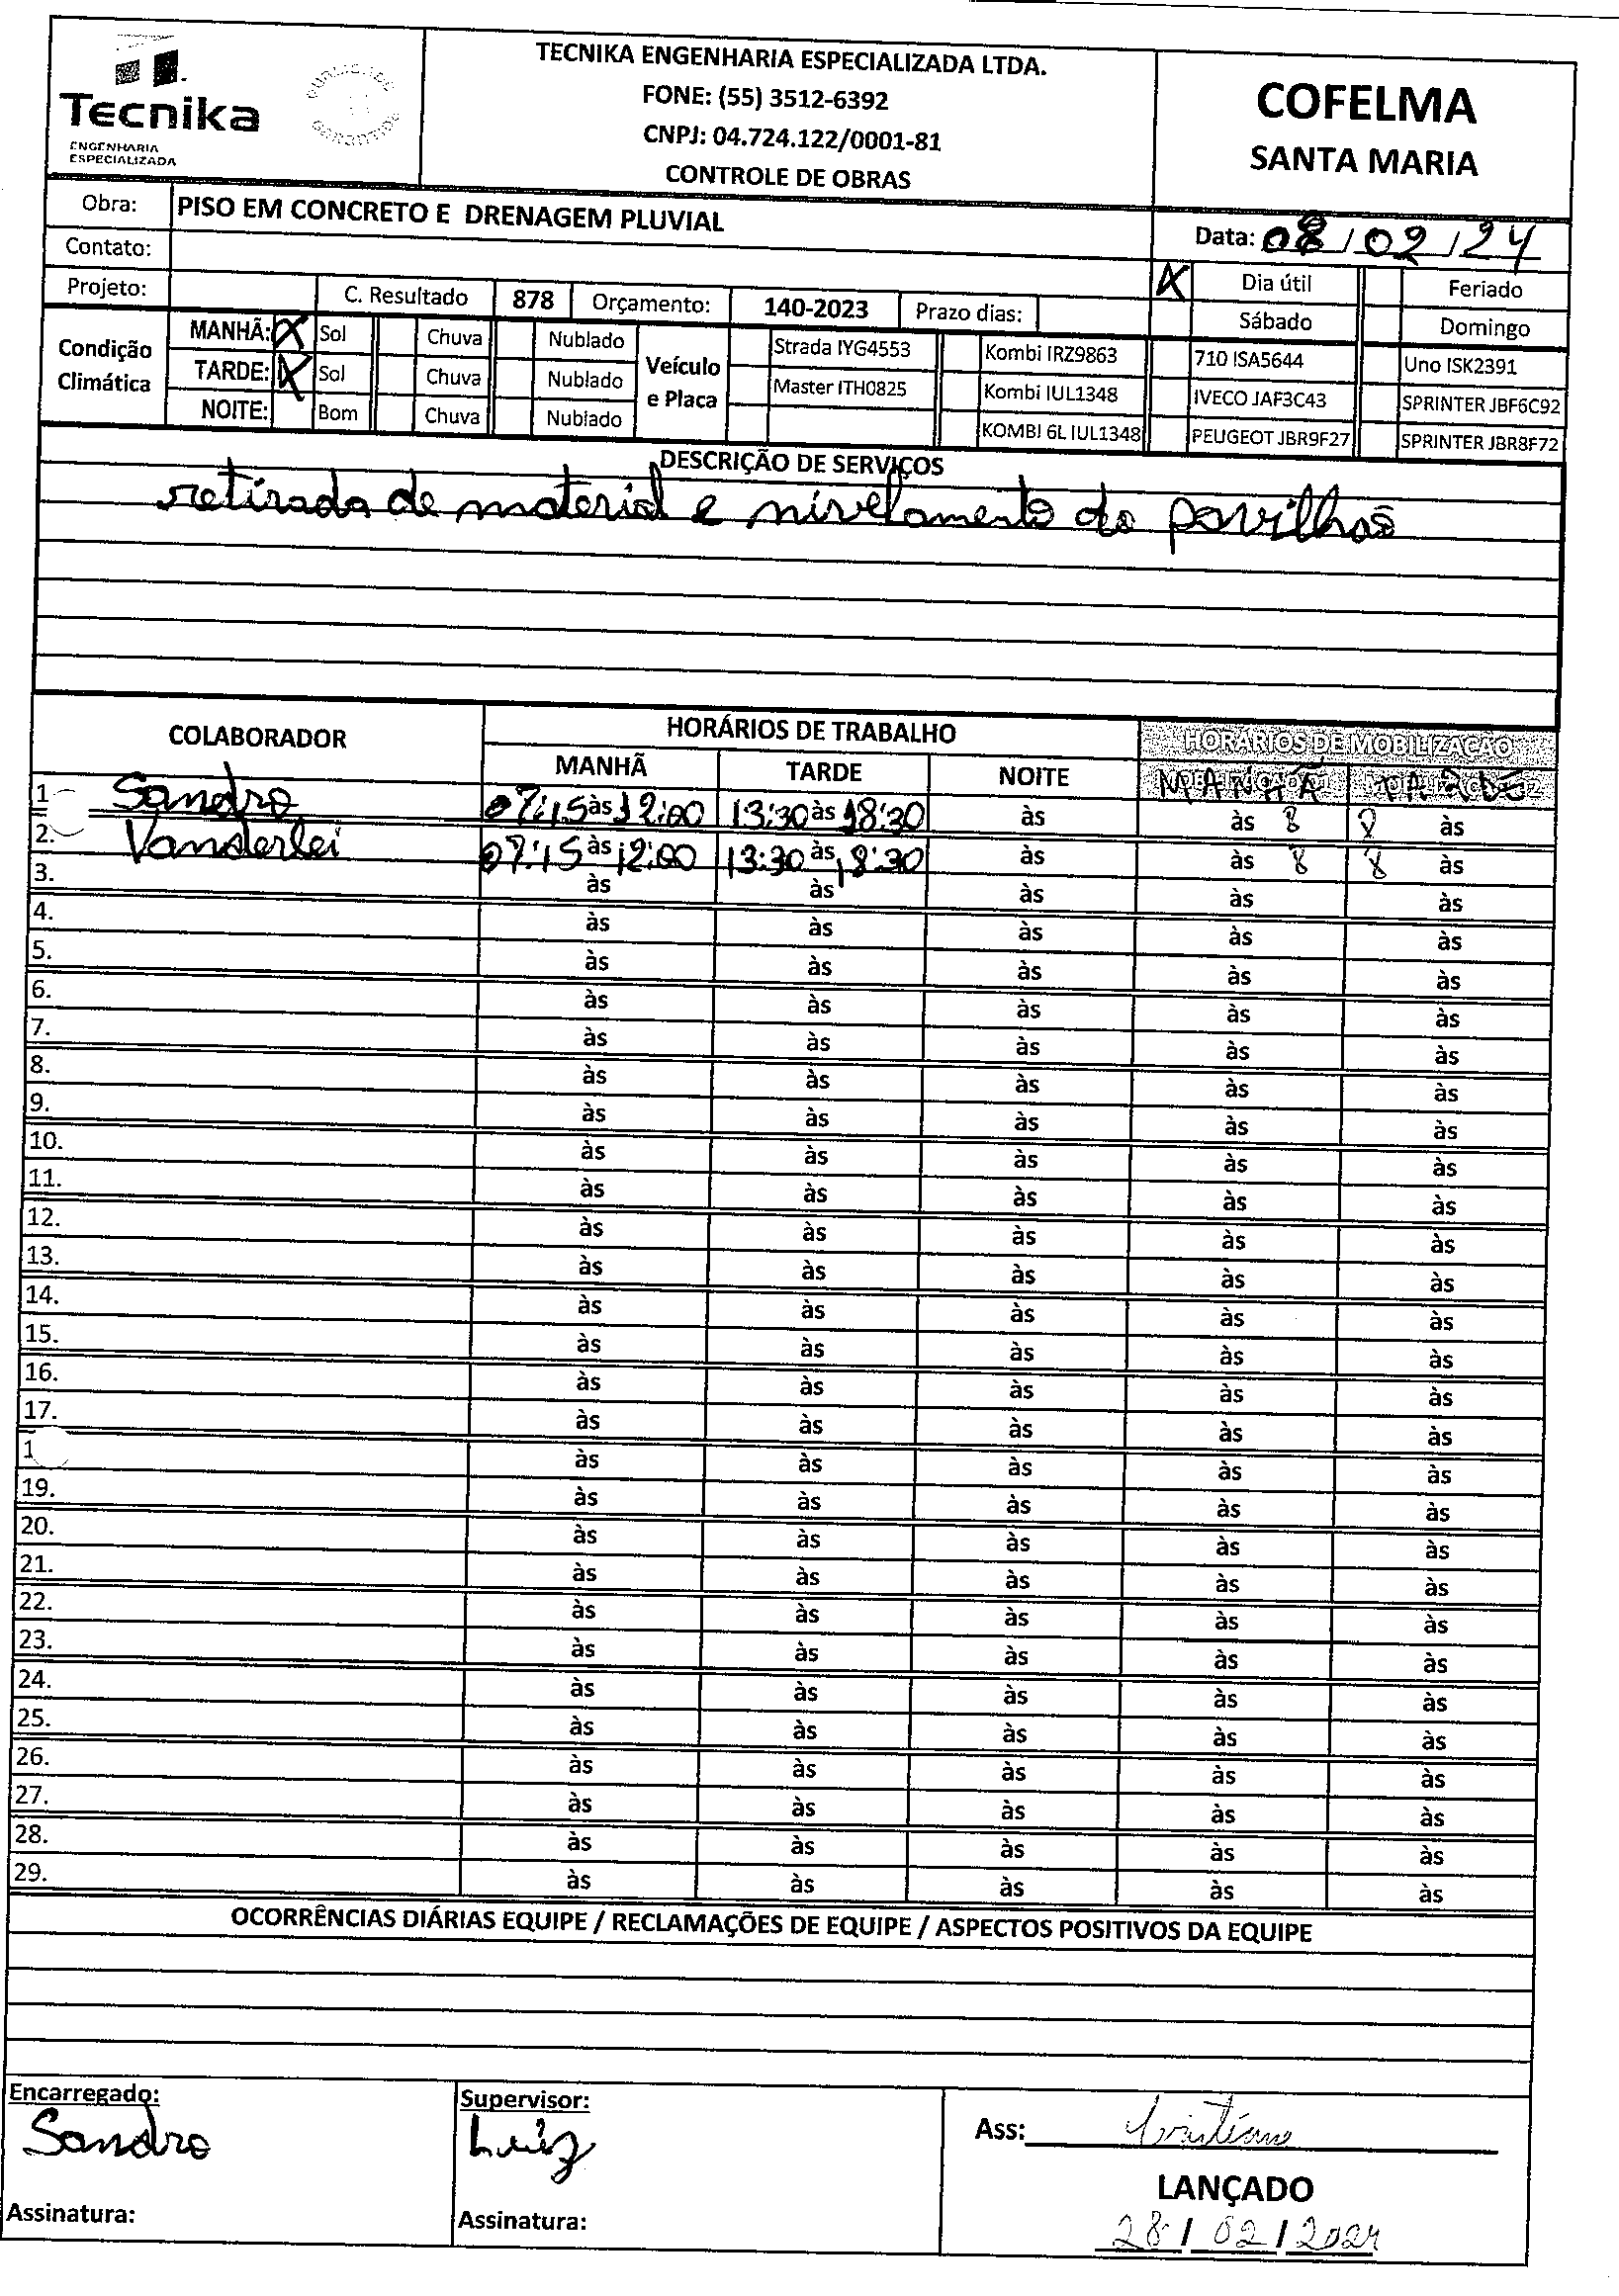 Tecnika
ENGENHARIA
ESPECIALIZADA
TECNIKA ENGENHARIA ESPECIALIZADA LTDA.
FONE: (55) 3512-6392
CNPJ: 04.724.122/0001-81
CONTROLE DE OBRAS
COFELMA
SANTA MARIA
Obra: PISO EM CONCRETO E DRENAGEM PLUVIAL
Data: 08/02/24
Contato:
X Dia útil Feriado
Projeto: C. Resultado 878 Orçamento: 140-2023 Prazo dias:
Sábado Domingo
Condição Climática
MANHÃ: X Sol Chuva Nublado
TARDE: X Sol Chuva Nublado
NOITE: Bom Chuva Nublado
Veículo e Placa
Strada IYG4553 Kombi IRZ9863 710 ISA5644 Uno ISK2391
Master ITH0825 Kombi IUL1348 IVECO JAF3C43 SPRINTER JBF6C92
KOMBI 6L IUL1348 PEUGEOT JBR9F27 SPRINTER JBR8F72
DESCRIÇÃO DE SERVIÇOS
retirada de material e nivelamento do pavilhão
COLABORADOR HORÁRIOS DE TRABALHO HORÁRIOS DE MOBILIZAÇÃO
MANHÃ TARDE NOITE MANHÃ TARDE
1 Sandro 07:15 às 12:00 13:30 às 18:30 às às 8 8 às
2. Vanderlei 07:15 às 12:00 13:30 às 18:30 às às 8 8 às
3. às às às às às
4. às às às às às
5. às às às às às
6. às às às às às
7. às às às às às
8. às às às às às
9. às às às às às
10. às às às às às
11. às às às às às
12. às às às às às
13. às às às às às
14. às às às às às
15. às às às às às
16. às às às às às
17. às às às às às
1 às às às às às
19. às às às às às
20. às às às às às
21. às às às às às
22. às às às às às
23. às às às às às
24. às às às às às
25. às às às às às
26. às às às às às
27. às às às às às
28. às às às às às
29. às às às às às
OCORRÊNCIAS DIÁRIAS EQUIPE / RECLAMAÇÕES DE EQUIPE / ASPECTOS POSITIVOS DA EQUIPE
Encarregado:
Sandro
Assinatura:
Supervisor:
Luiz
Assinatura:
Ass: Cristiano
LANÇADO
28/02/2024